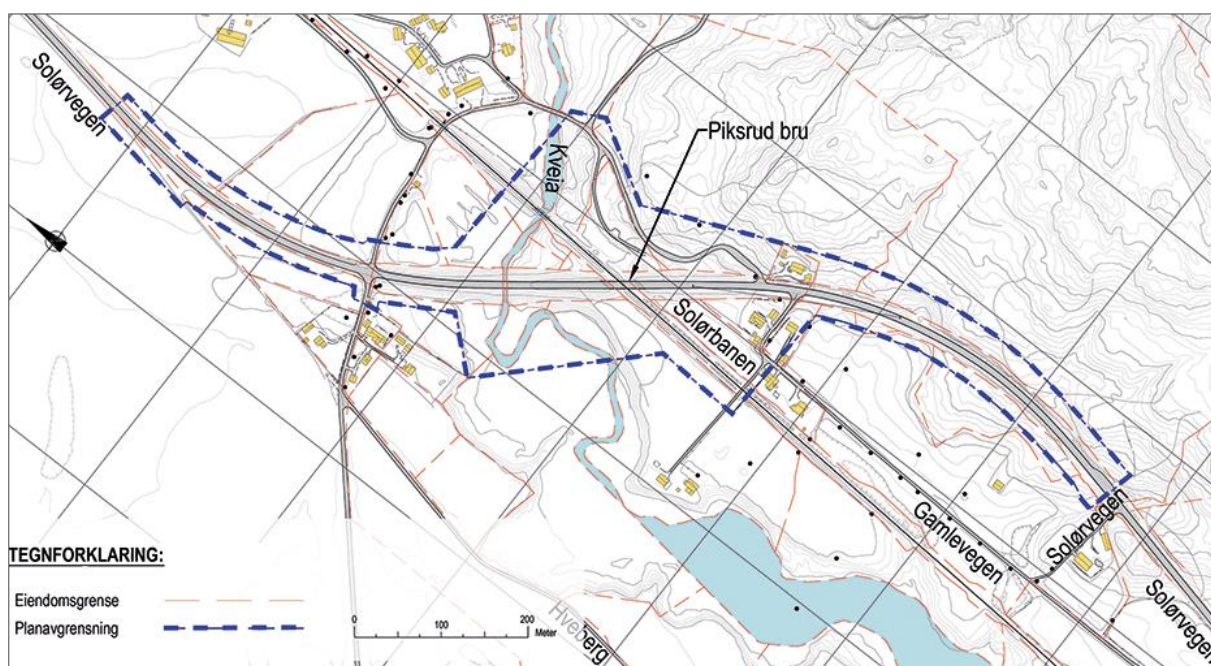 Solørvegen
Piksrud bru
Kveia
Solørbanen
Gamlevegen
Solørvegen
Solørvegen
TEGNFORKLARING:
Eiendomsgrense
Planavgrensning
0 100 200
Meter
Hveberg